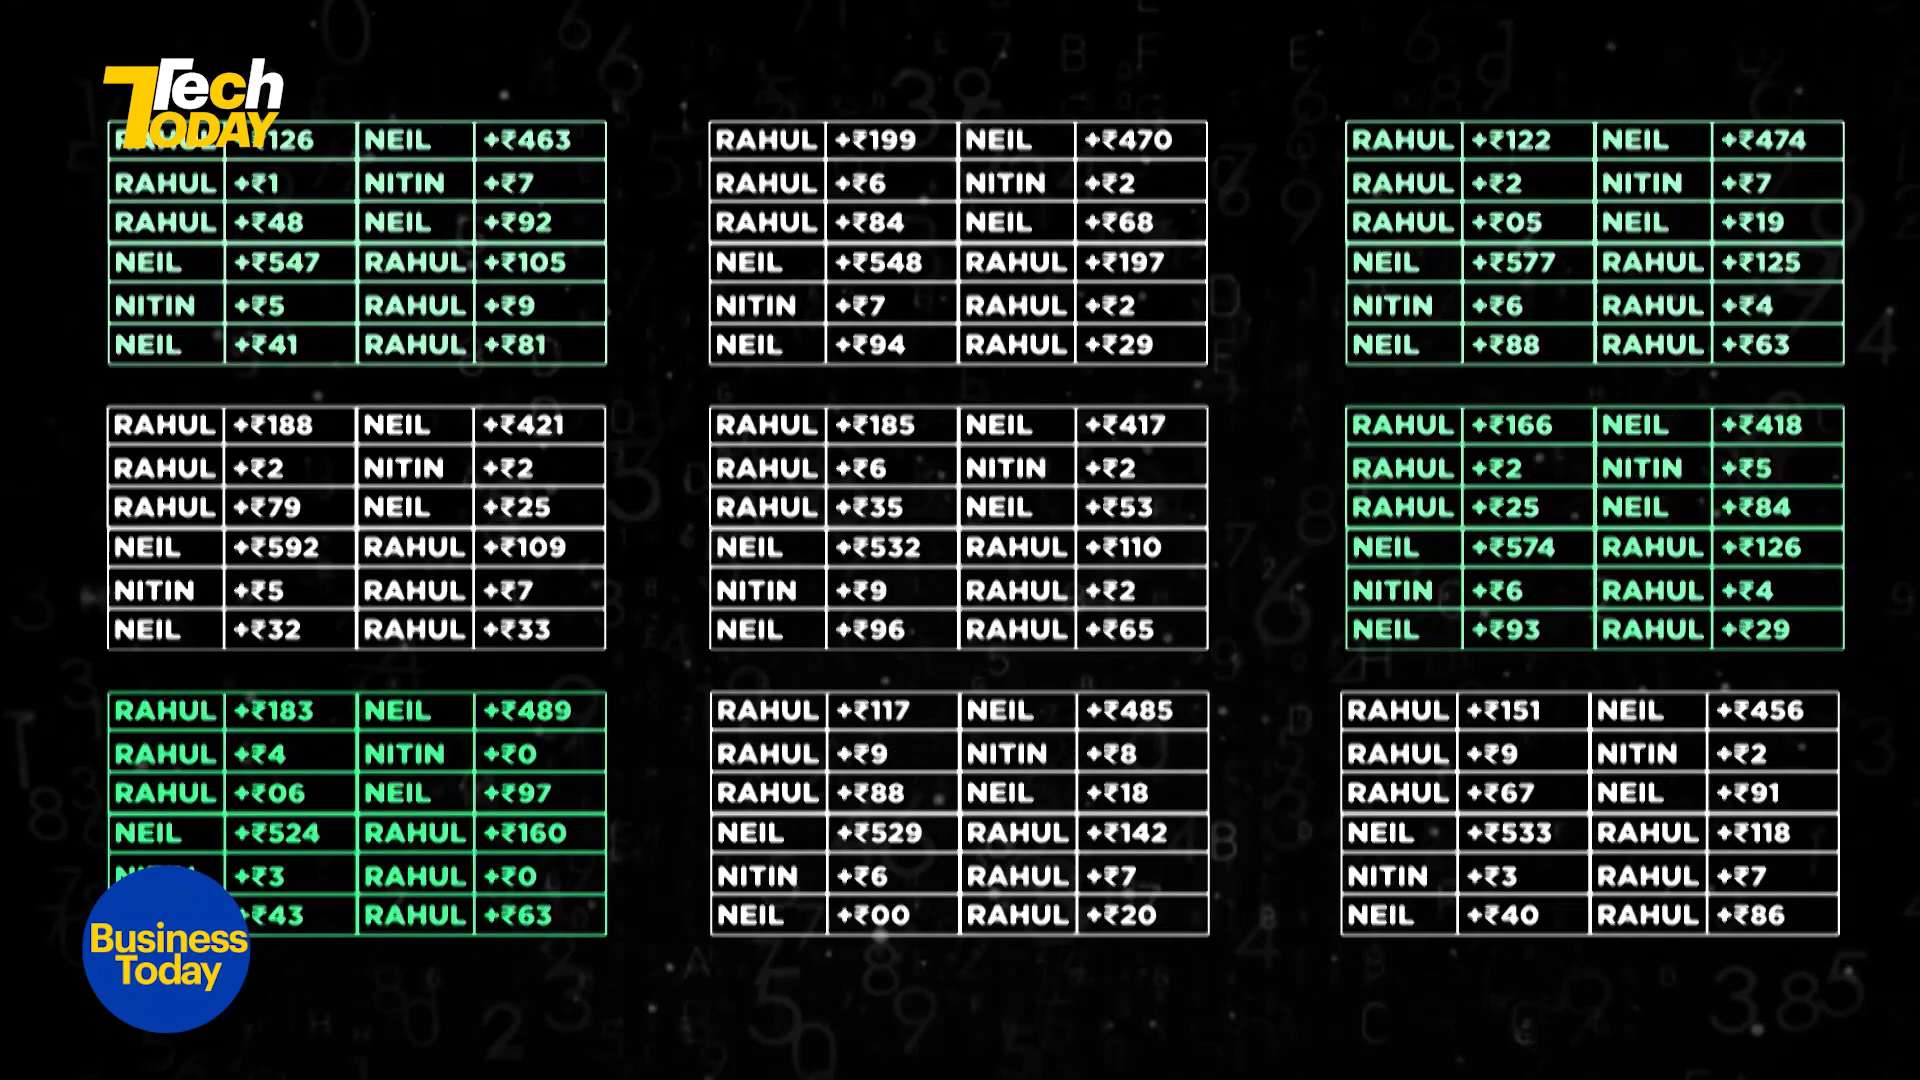 Tech
TODAY
RAHUL +₹126 NEIL +₹463
RAHUL +₹1 NITIN +₹7
RAHUL +₹48 NEIL +₹92
NEIL +₹547 RAHUL +₹105
NITIN +₹5 RAHUL +₹9
NEIL +₹41 RAHUL +₹81
RAHUL +₹199 NEIL +₹470
RAHUL +₹6 NITIN +₹2
RAHUL +₹84 NEIL +₹68
NEIL +₹548 RAHUL +₹197
NITIN +₹7 RAHUL +₹2
NEIL +₹94 RAHUL +₹29
RAHUL +₹122 NEIL +₹474
RAHUL +₹2 NITIN +₹7
RAHUL +₹05 NEIL +₹19
NEIL +₹577 RAHUL +₹125
NITIN +₹6 RAHUL +₹4
NEIL +₹88 RAHUL +₹63
RAHUL +₹188 NEIL +₹421
RAHUL +₹2 NITIN +₹2
RAHUL +₹79 NEIL +₹25
NEIL +₹592 RAHUL +₹109
NITIN +₹5 RAHUL +₹7
NEIL +₹32 RAHUL +₹33
RAHUL +₹185 NEIL +₹417
RAHUL +₹6 NITIN +₹2
RAHUL +₹35 NEIL +₹53
NEIL +₹532 RAHUL +₹110
NITIN +₹9 RAHUL +₹2
NEIL +₹96 RAHUL +₹65
RAHUL +₹166 NEIL +₹418
RAHUL +₹2 NITIN +₹5
RAHUL +₹25 NEIL +₹84
NEIL +₹574 RAHUL +₹126
NITIN +₹6 RAHUL +₹4
NEIL +₹93 RAHUL +₹29
RAHUL +₹183 NEIL +₹489
RAHUL +₹4 NITIN +₹0
RAHUL +₹06 NEIL +₹97
NEIL +₹524 RAHUL +₹160
NITIN +₹3 RAHUL +₹0
+₹43 RAHUL +₹63
RAHUL +₹117 NEIL +₹485
RAHUL +₹9 NITIN +₹8
RAHUL +₹88 NEIL +₹18
NEIL +₹529 RAHUL +₹142
NITIN +₹6 RAHUL +₹7
NEIL +₹00 RAHUL +₹20
RAHUL +₹151 NEIL +₹456
RAHUL +₹9 NITIN +₹2
RAHUL +₹67 NEIL +₹91
NEIL +₹533 RAHUL +₹118
NITIN +₹3 RAHUL +₹7
NEIL +₹40 RAHUL +₹86
Business
Today